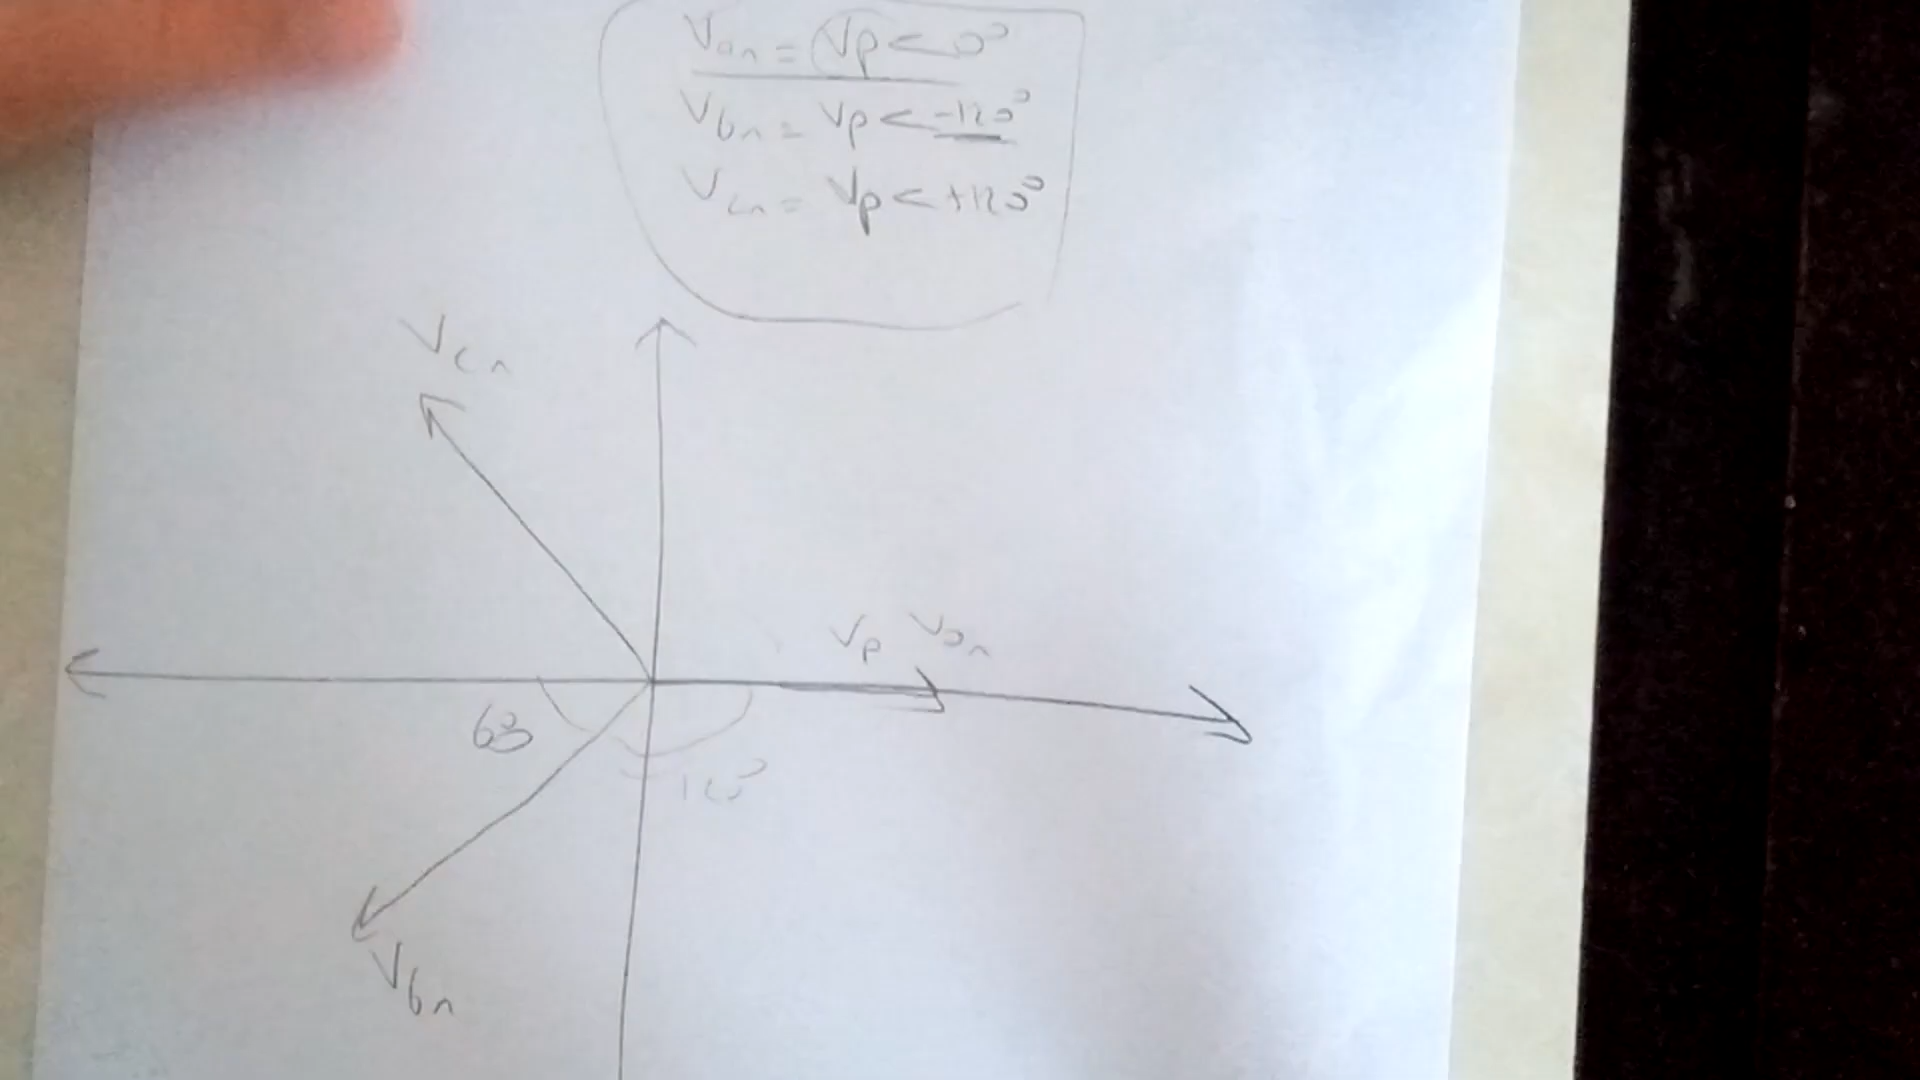 Van = Vp < 0°
Vbn = Vp < -120°
Vcn = Vp < +120°
Vcn
Vp Van
60
120
Vbn